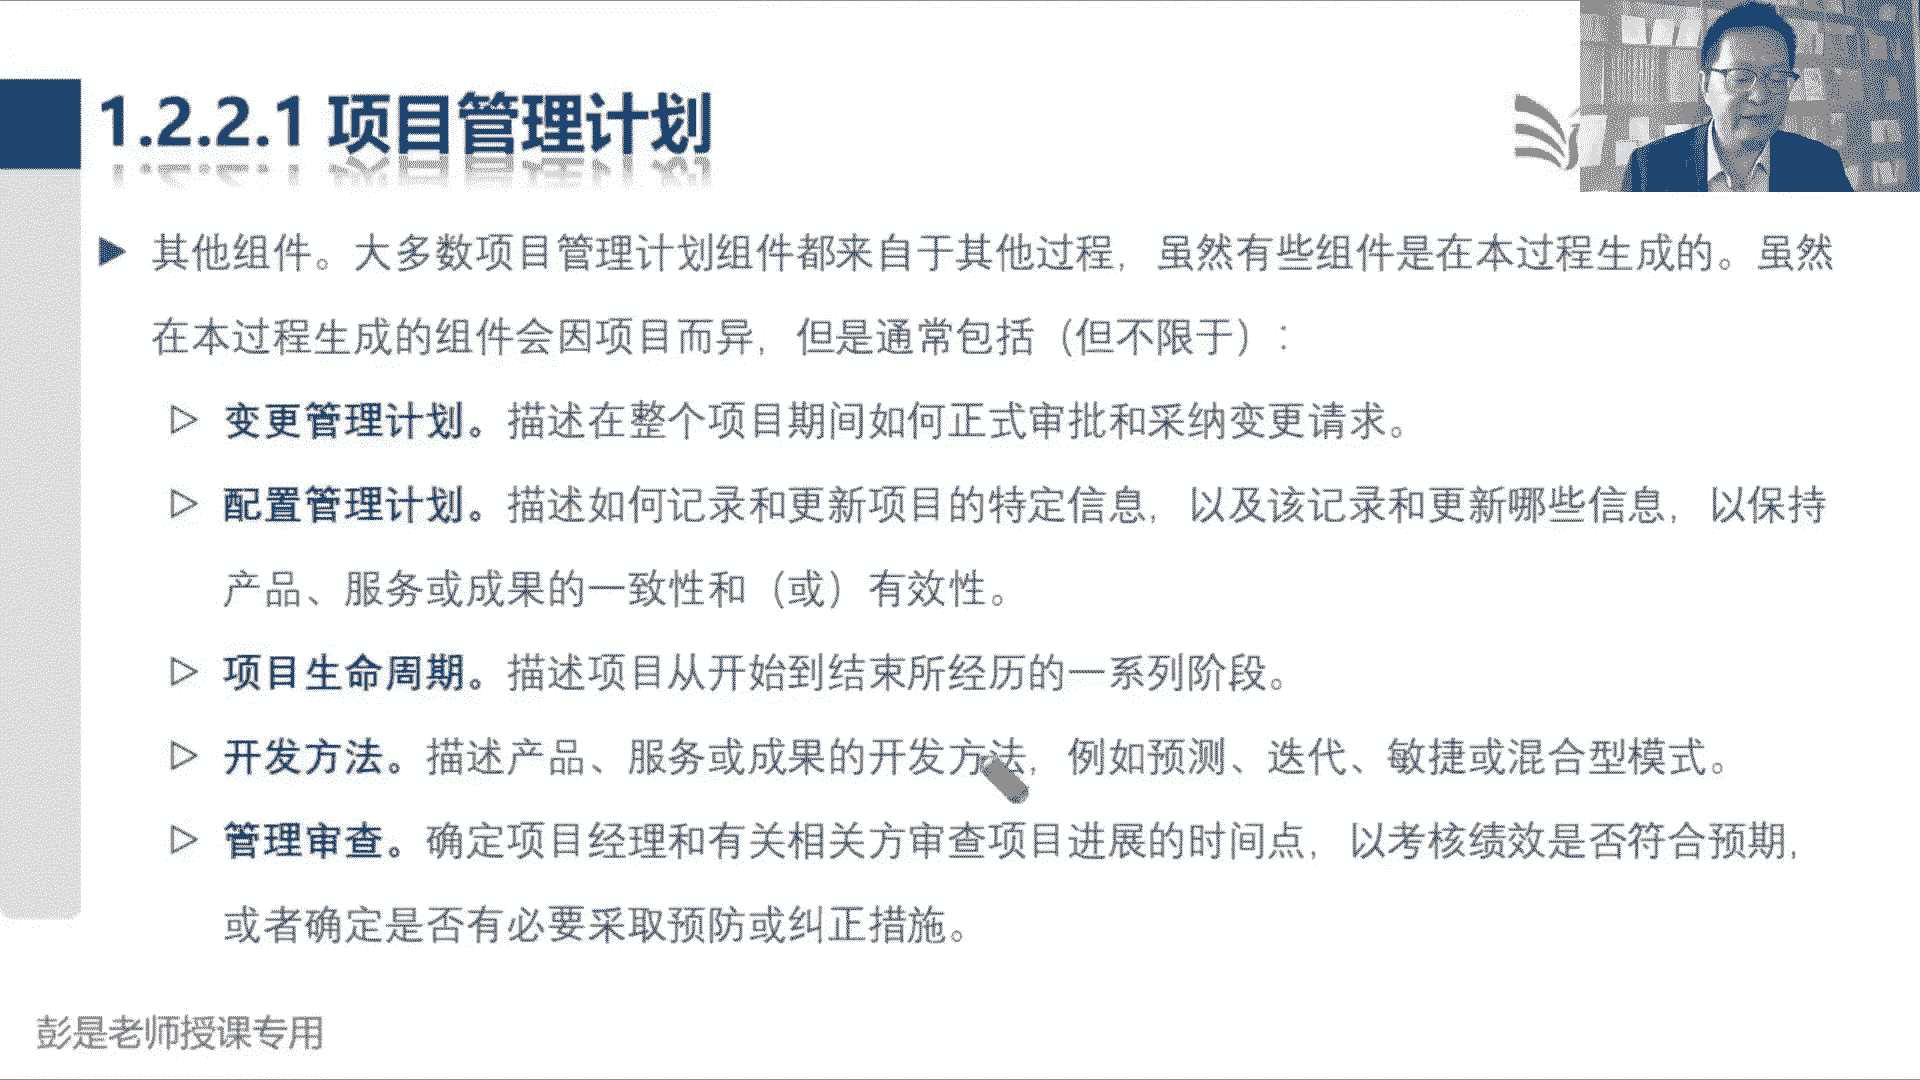 1.2.2.1 项目管理计划
其他组件。大多数项目管理计划组件都来自于其他过程，虽然有些组件是在本过程生成的。虽然
在本过程生成的组件会因项目而异，但是通常包括（但不限于）：
变更管理计划。描述在整个项目期间如何正式审批和采纳变更请求。
配置管理计划。描述如何记录和更新项目的特定信息，以及该记录和更新哪些信息，以保持
产品、服务或成果的一致性和（或）有效性。
项目生命周期。描述项目从开始到结束所经历的一系列阶段。
开发方法。描述产品、服务或成果的开发方法，例如预测、迭代、敏捷或混合型模式。
管理审查。确定项目经理和有关相关方审查项目进展的时间点，以考核绩效是否符合预期，
或者确定是否有必要采取预防或纠正措施。
彭是老师授课专用